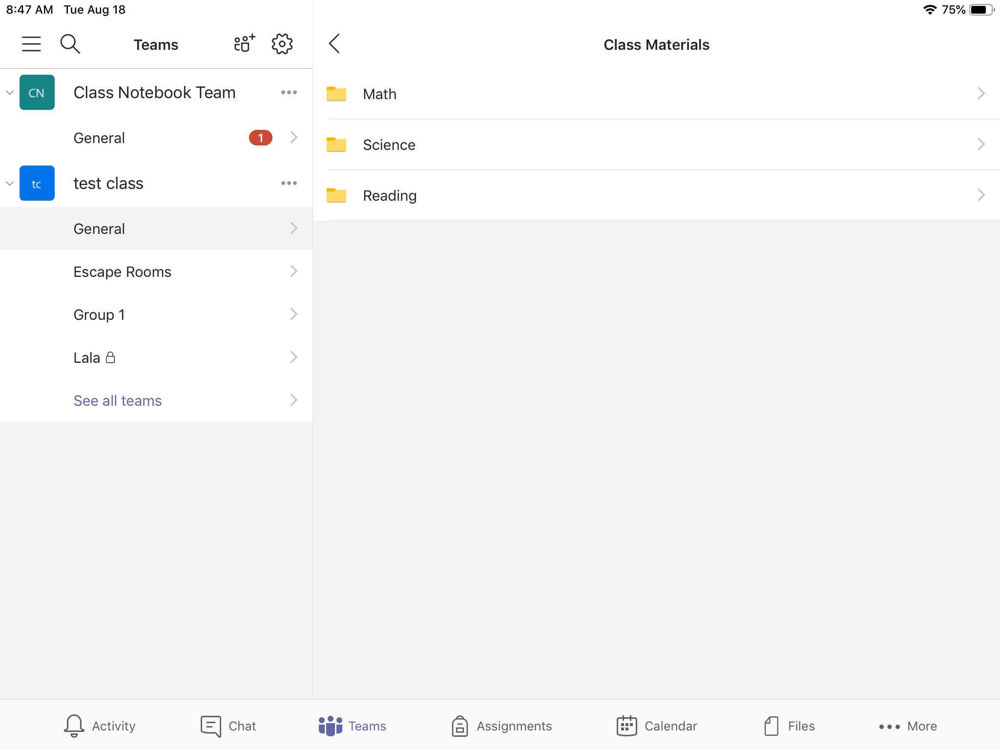 8:47 AM Tue Aug 18
75%
Teams
CN
Class Notebook Team
General
1
tc
test class
General
Escape Rooms
Group 1
Lala
See all teams
Class Materials
Math
Science
Reading
Activity
Chat
Teams
Assignments
Calendar
Files
More